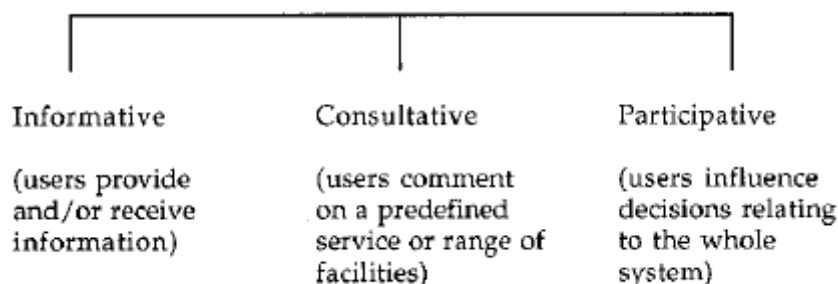 Informative
(users provide
and/or receive
information)
Consultative
(users comment
on a predefined
service or range of
facilities)
Participative
(users influence
decisions relating
to the whole
system)